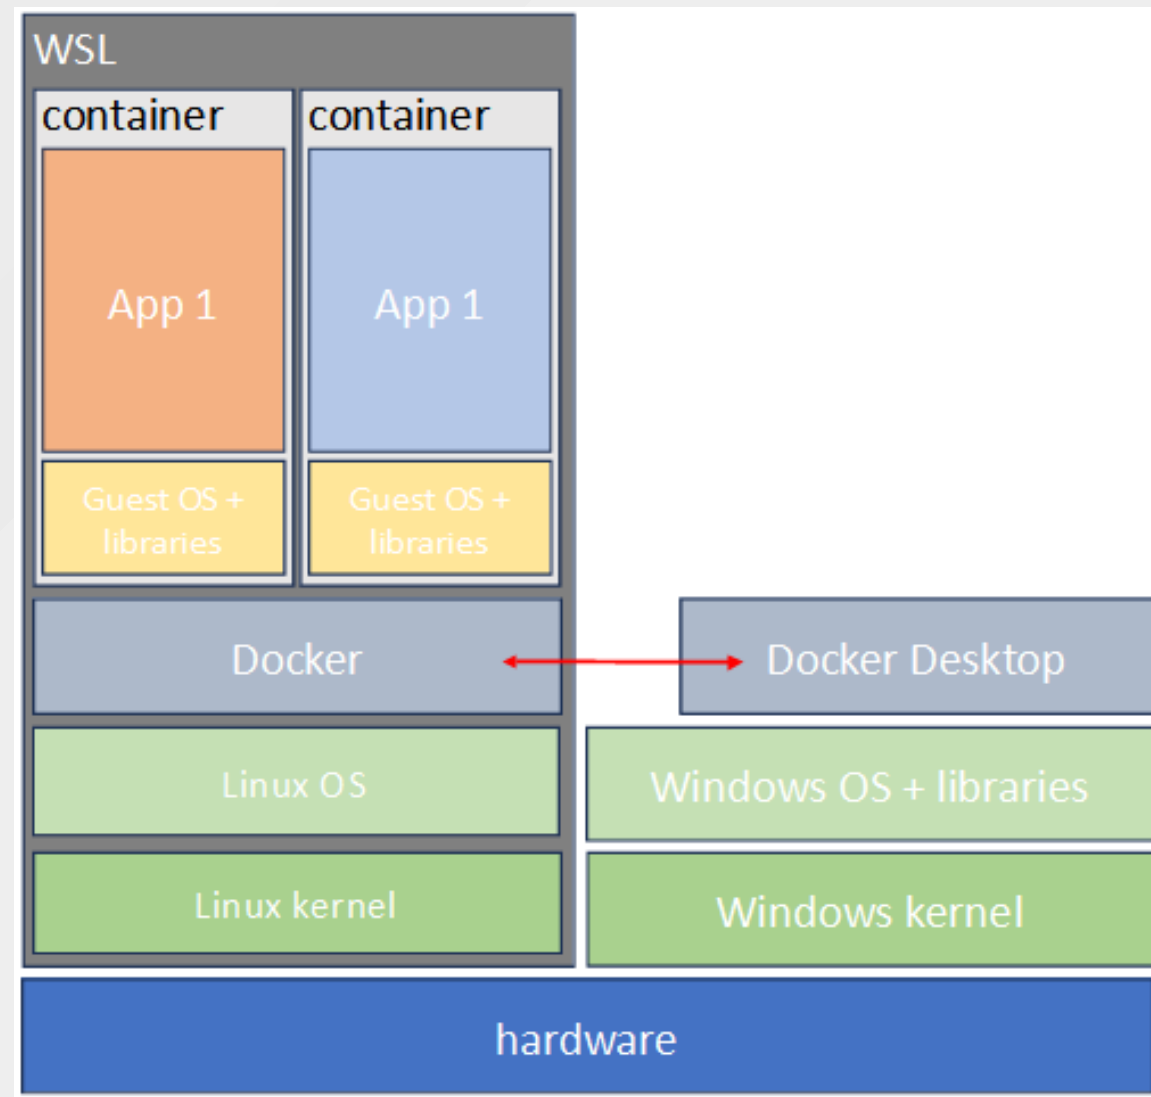 WSL
container
container
App 1
App 1
Guest OS +
libraries
Guest OS +
libraries
Docker
Docker Desktop
Linux OS
Windows OS + libraries
Linux kernel
Windows kernel
hardware